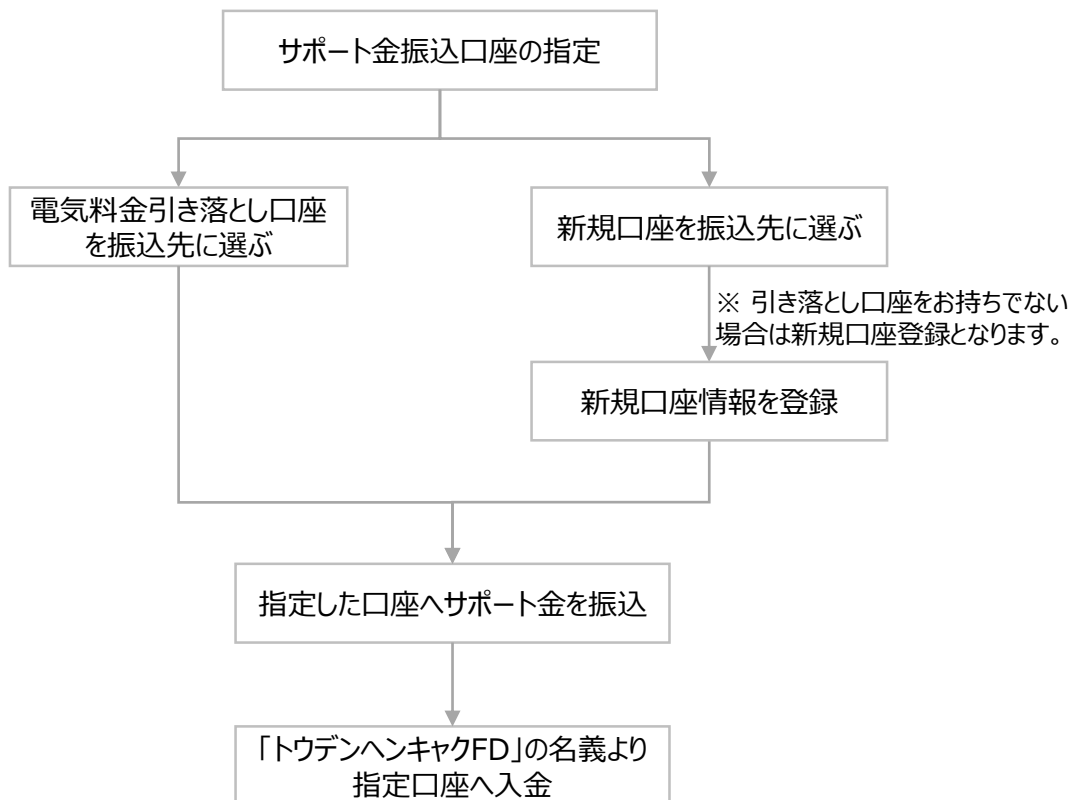 サポート金振込口座の指定
電気料金引き落とし口座
を振込先に選ぶ
新規口座を振込先に選ぶ
※ 引き落とし口座をお持ちでない
場合は新規口座登録となります。
新規口座情報を登録
指定した口座へサポート金を振込
「トウデンヘンキャクFD」の名義より
指定口座へ入金